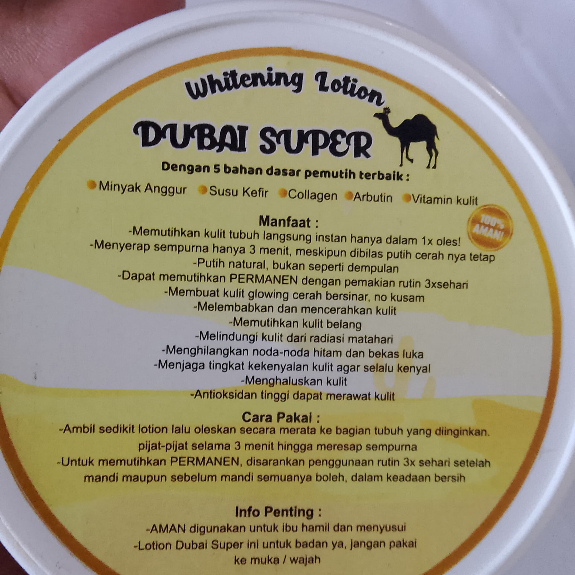 Whitening Lotion
DUBAI SUPER
Dengan 5 bahan dasar pemutih terbaik :
Minyak Anggur Susu Kefir Collagen Arbutin Vitamin kulit
100%
AMAN!
Manfaat :
-Memutihkan kulit tubuh langsung instan hanya dalam 1x oles!
-Menyerap sempurna hanya 3 menit, meskipun dibilas putih cerah nya tetap
-Putih natural, bukan seperti dempulan
-Dapat memutihkan PERMANEN dengan pemakian rutin 3xsehari
-Membuat kulit glowing cerah bersinar, no kusam
-Melembabkan dan mencerahkan kulit
-Memutihkan kulit belang
-Melindungi kulit dari radiasi matahari
-Menghilangkan noda-noda hitam dan bekas luka
-Menjaga tingkat kekenyalan kulit agar selalu kenyal
-Menghaluskan kulit
-Antioksidan tinggi dapat merawat kulit
Cara Pakai :
-Ambil sedikit lotion lalu oleskan secara merata ke bagian tubuh yang diinginkan.
pijat-pijat selama 3 menit hingga meresap sempurna
-Untuk memutihkan PERMANEN, disarankan penggunaan rutin 3x sehari setelah
mandi maupun sebelum mandi semuanya boleh, dalam keadaan bersih
Info Penting :
-AMAN digunakan untuk ibu hamil dan menyusui
-Lotion Dubai Super ini untuk badan ya, jangan pakai
ke muka / wajah